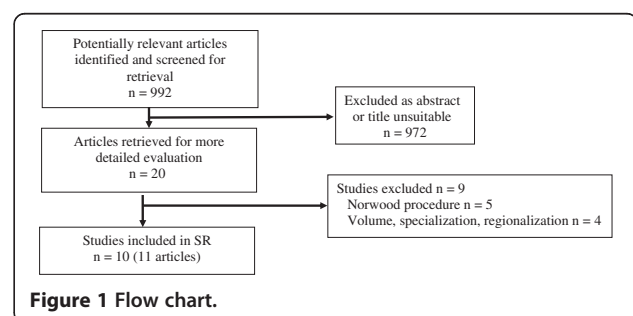 Potentially relevant articles
identified and screened for
retrieval
n = 992
Excluded as abstract
or title unsuitable
n = 972
Articles retrieved for more
detailed evaluation
n = 20
Studies excluded n = 9
Norwood procedure n = 5
Volume, specialization, regionalization n = 4
Studies included in SR
n = 10 (11 articles)
Figure 1 Flow chart.